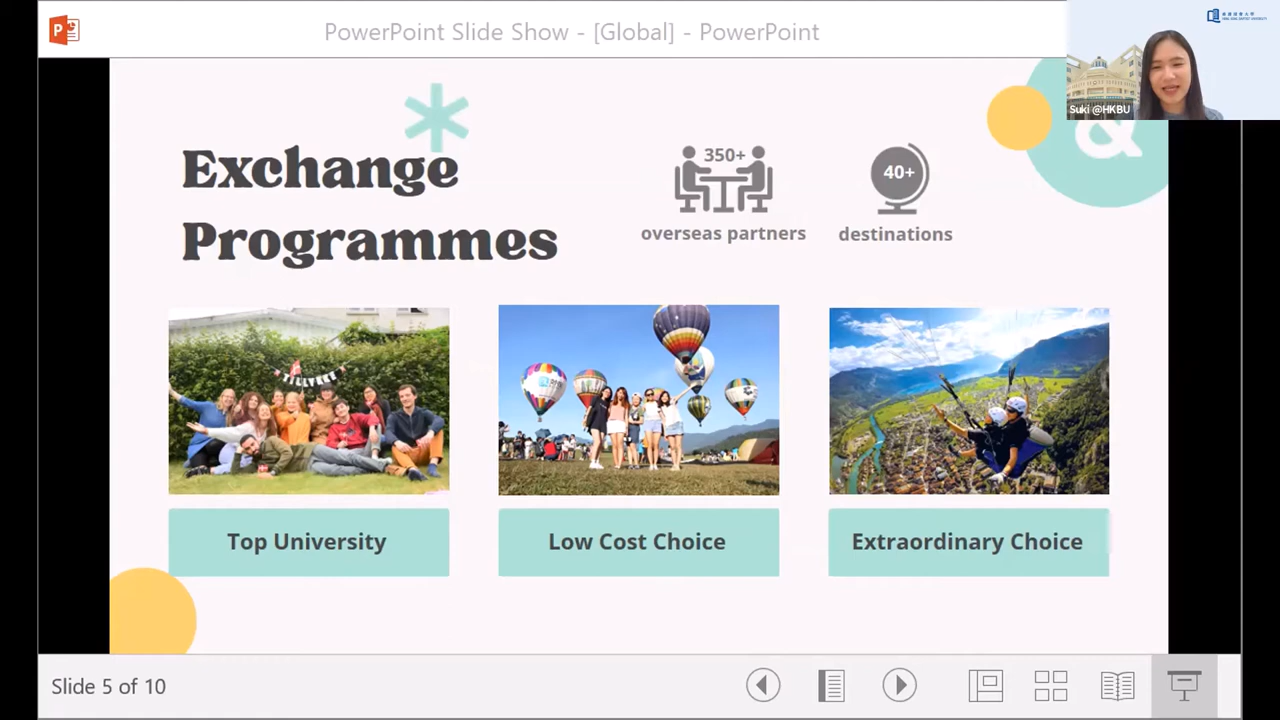 PowerPoint Slide Show - [Global] - PowerPoint
Suki @HKBU
&
Exchange
Programmes
350+
overseas partners
40+
destinations
TILLYKKE
Top University
Low Cost Choice
Extraordinary Choice
Slide 5 of 10